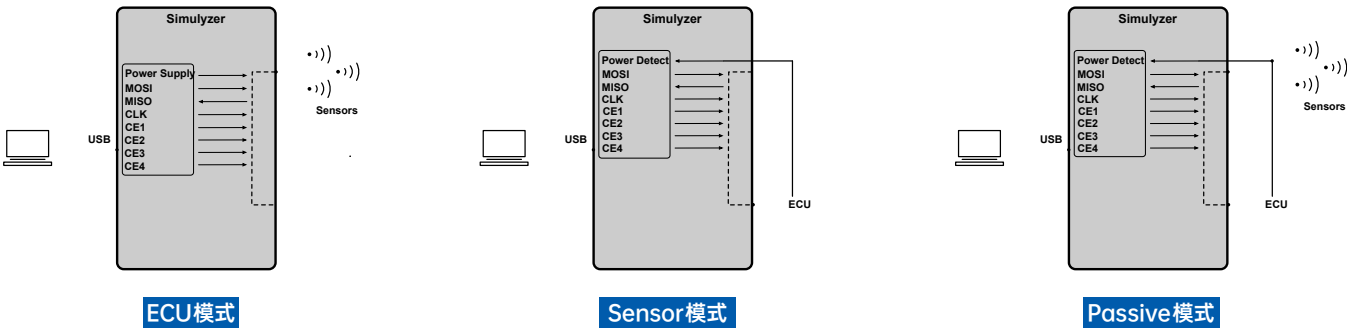 Simulyzer
Power Supply
MOSI
MISO
CLK
CE1
CE2
CE3
CE4
USB
Sensors
ECU模式
Simulyzer
Power Detect
MOSI
MISO
CLK
CE1
CE2
CE3
CE4
USB
ECU
Sensor模式
Simulyzer
Power Detect
MOSI
MISO
CLK
CE1
CE2
CE3
CE4
USB
Sensors
ECU
Passive模式